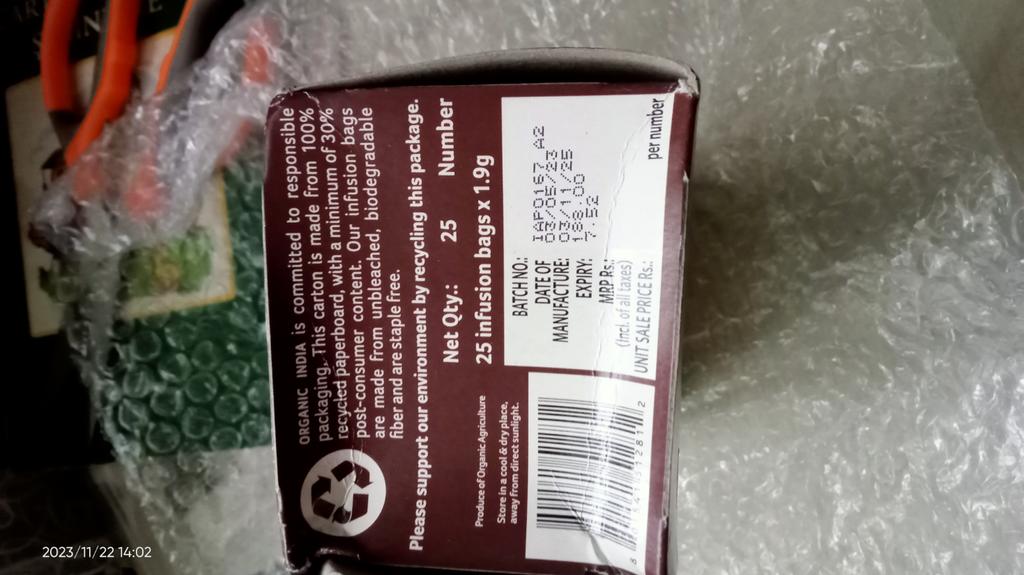 ORGANIC INDIA is committed to responsible
packaging. This carton is made from 100%
recycled paperboard, with a minimum of 30%
post-consumer content. Our infusion bags
are made from unbleached, biodegradable
fiber and are staple free.
Please support our environment by recycling this package.
Net Qty.: 25 Number
25 infusion bags x 1.9g
Produce of Organic Agriculture
Store in a cool & dry place,
away from direct sunlight.
BATCH NO.: IAP0167 A2
DATE OF
MANUFACTURE: 03/05/23
EXPIRY: 03/11/25
MRP Rs.: 188.00
(incl. of all taxes) 7.52
UNIT SALE PRICE Rs.: per number
2023/11/22 14:02